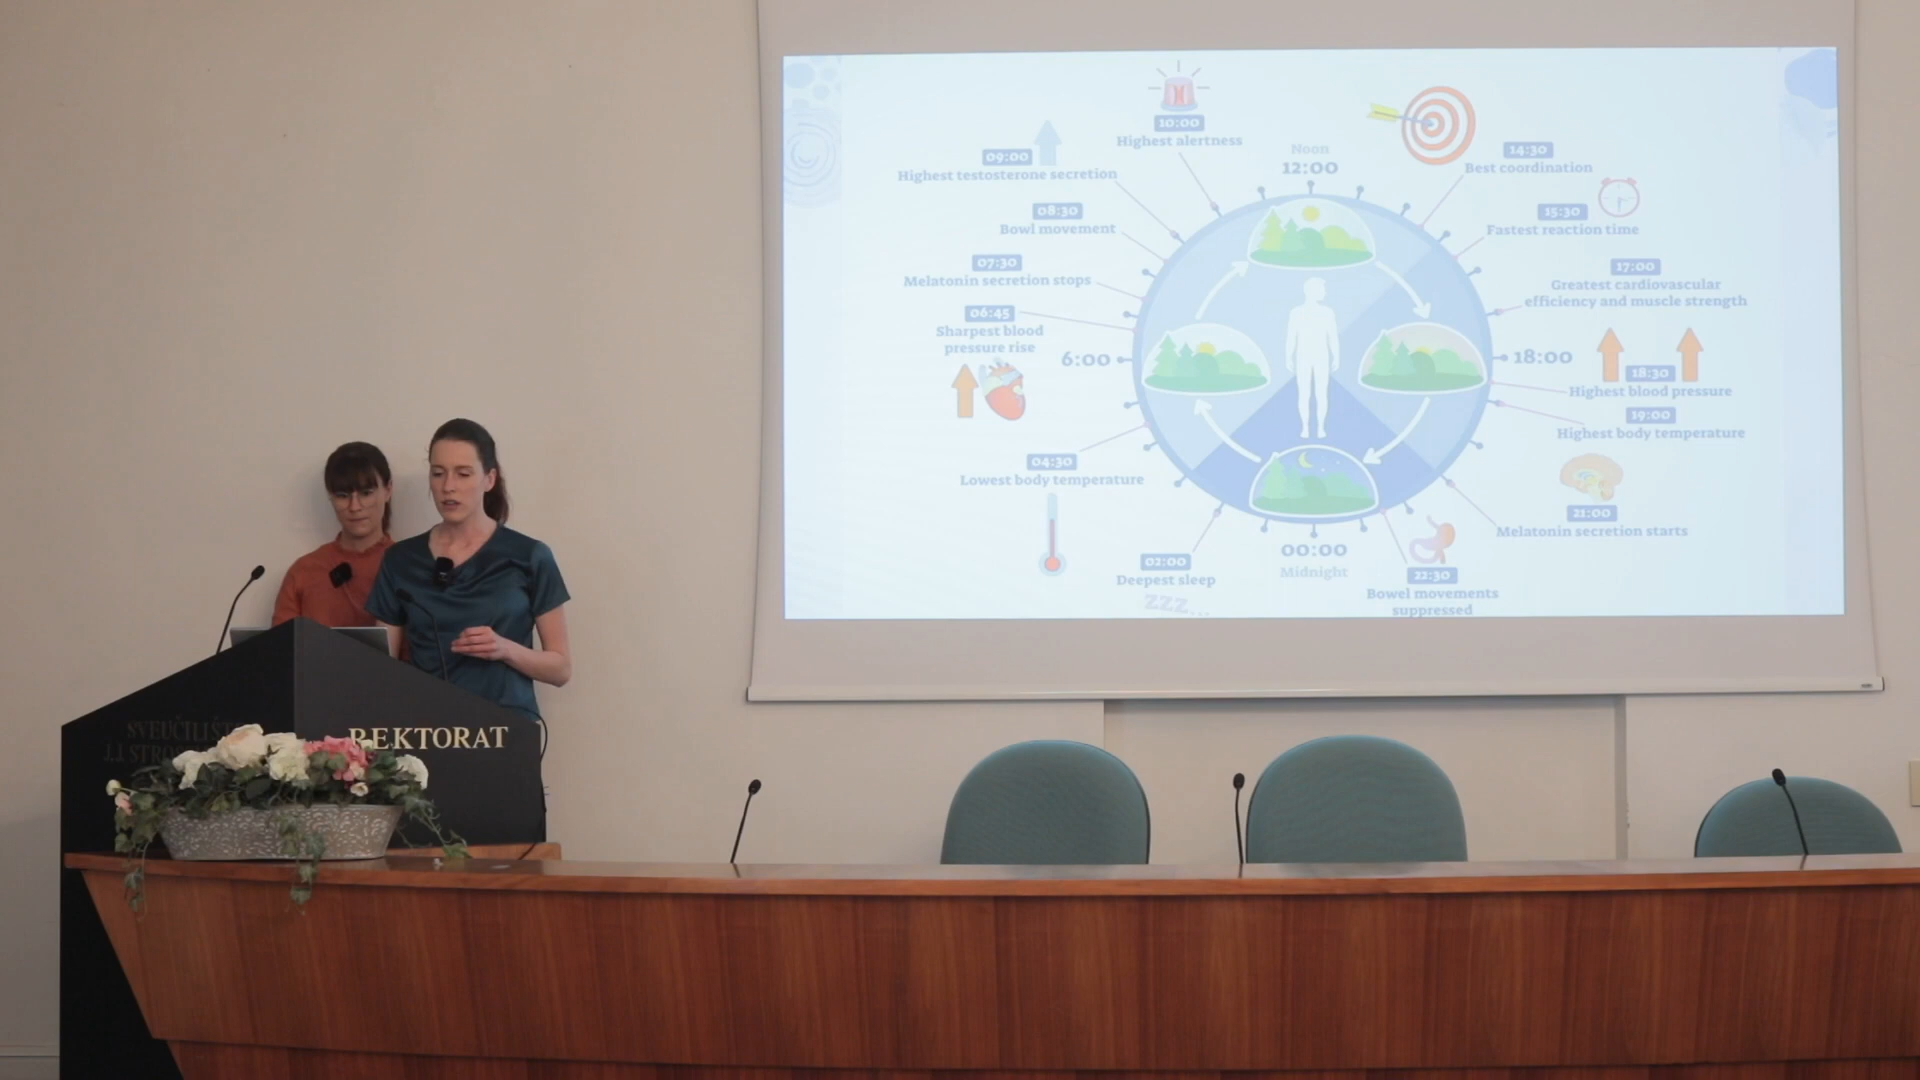 10:00
Highest alertness
09:00
Highest testosterone secretion
08:30
Bowl movement
07:30
Melatonin secretion stops
06:45
Sharpest blood
pressure rise
6:00
04:30
Lowest body temperature
02:00
Deepest sleep
ZZZ...
Noon
12:00
14:30
Best coordination
15:30
Fastest reaction time
17:00
Greatest cardiovascular
efficiency and muscle strength
18:00
18:30
Highest blood pressure
19:00
Highest body temperature
21:00
Melatonin secretion starts
22:30
Bowel movements
suppressed
00:00
Midnight
SVEUČILIŠTE
J.J. STROS
REKTORAT